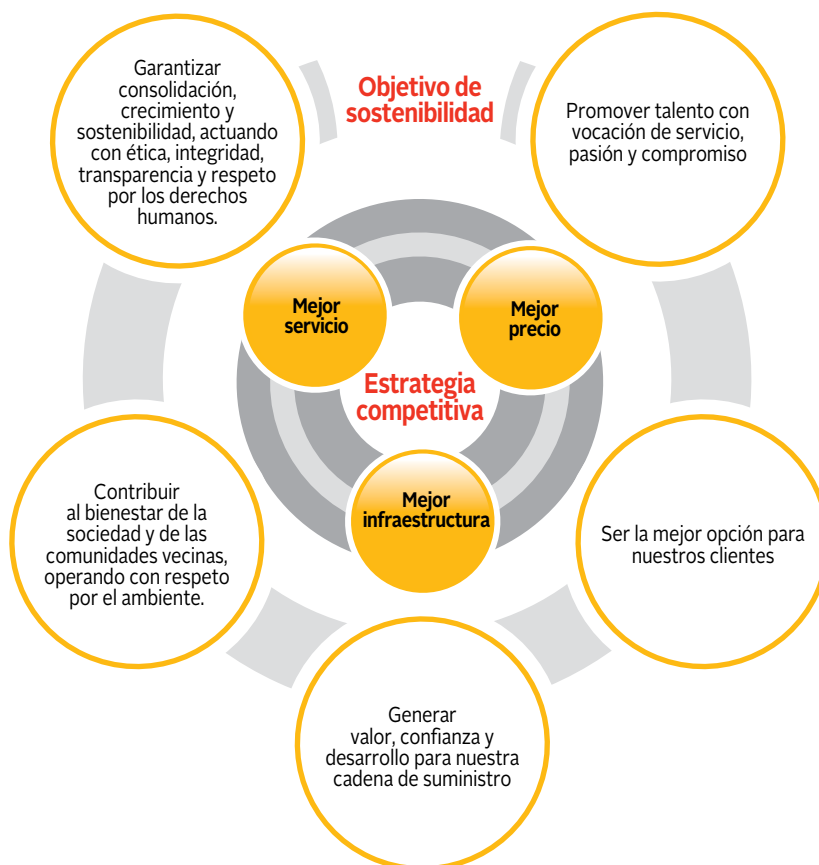 Garantizar
consolidación,
crecimiento y
sostenibilidad, actuando
con ética, integridad,
transparencia y respeto
por los derechos
humanos.
Objetivo de
sostenibilidad
Promover talento con
vocación de servicio,
pasión y compromiso
Mejor
servicio
Mejor
precio
Estrategia
competitiva
Mejor
infraestructura
Contribuir
al bienestar de la
sociedad y de las
comunidades vecinas,
operando con respeto
por el ambiente.
Ser la mejor opción para
nuestros clientes
Generar
valor, confianza y
desarrollo para nuestra
cadena de suministro